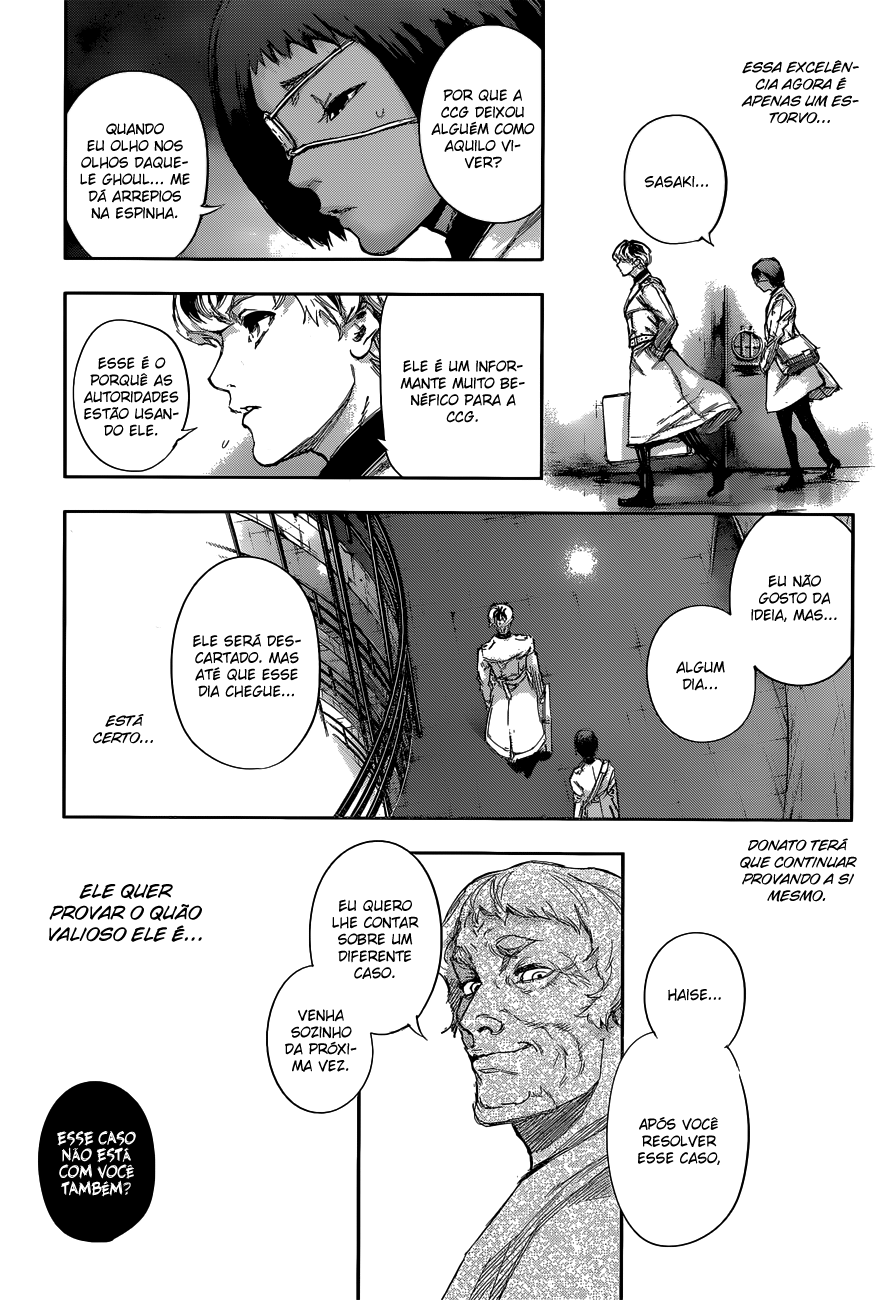 ESSA EXCELÊN-
CIA AGORA É
APENAS UM ES-
TORVO...
SASAKI...
POR QUE A
CCG DEIXOU
ALGUÉM COMO
AQUILO VI-
VER?
QUANDO
EU OLHO NOS
OLHOS DAQUE-
LE GHOUL... ME
DÁ ARREPIOS
NA ESPINHA.
ELE É UM INFOR-
MANTE MUITO BE-
NÉFICO PARA A
CCG.
ESSE É O
PORQUÊ AS
AUTORIDADES
ESTÃO USAN-
DO ELE.
EU NÃO
GOSTO DA
IDEIA, MAS...
ALGUM
DIA...
ELE SERÁ DES-
CARTADO. MAS
ATÉ QUE ESSE
DIA CHEGUE...
ESTÁ
CERTO...
DONATO TERÁ
QUE CONTINUAR
PROVANDO A SI
MESMO.
HAISE...
APÓS VOCÊ
RESOLVER
ESSE CASO,
EU QUERO
LHE CONTAR
SOBRE UM
DIFERENTE
CASO.
VENHA
SOZINHO
DA PRÓXI-
MA VEZ.
ELE QUER
PROVAR O QUÃO
VALIOSO ELE É...
ESSE CASO
NÃO ESTÁ
COM VOCÊ
TAMBÉM?